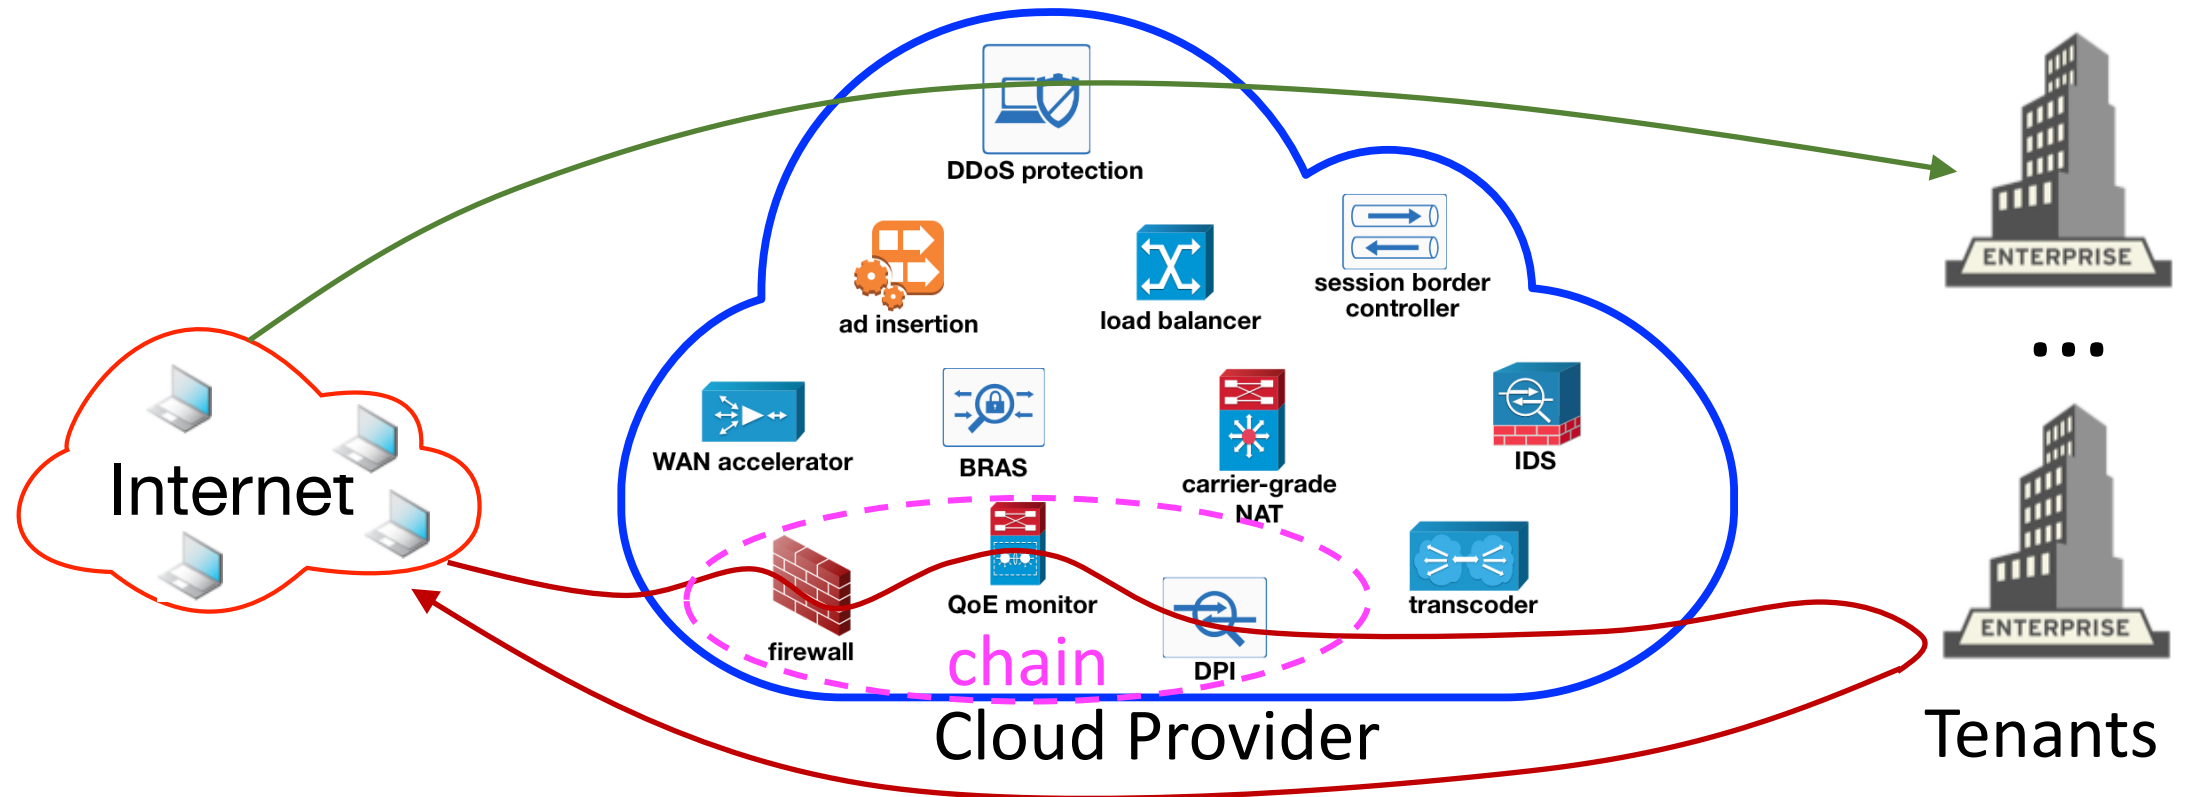 DDoS protection
ad insertion
load balancer
session border
controller
ENTERPRISE
...
WAN accelerator
BRAS
carrier-grade
NAT
IDS
Internet
firewall
QoE monitor
DPI
transcoder
chain
ENTERPRISE
Cloud Provider
Tenants